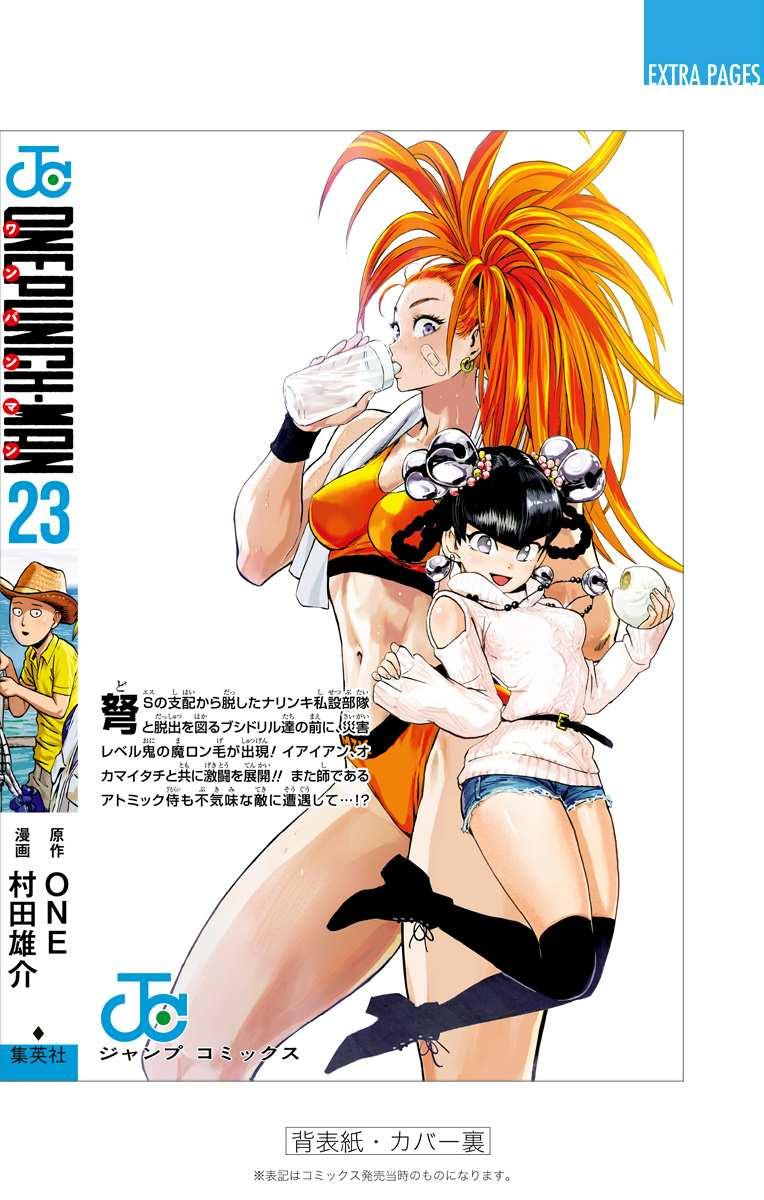 EXTRA PAGES
JC
ONE PUNCH-MAN
ワンパンマン
23
原作 ONE
漫画 村田雄介
集英社
弩Sの支配から脱したナリンキ私設部隊
と脱出を図るブシドリル達の前に、災害
レベル鬼の魔ロン毛が出現! イアイアン、オ
カマイタチと共に激闘を展開!! また師である
アトミック侍も不気味な敵に遭遇して…!?
JC
ジャンプ コミックス
背表紙・カバー裏
※表記はコミックス発売当時のものになります。